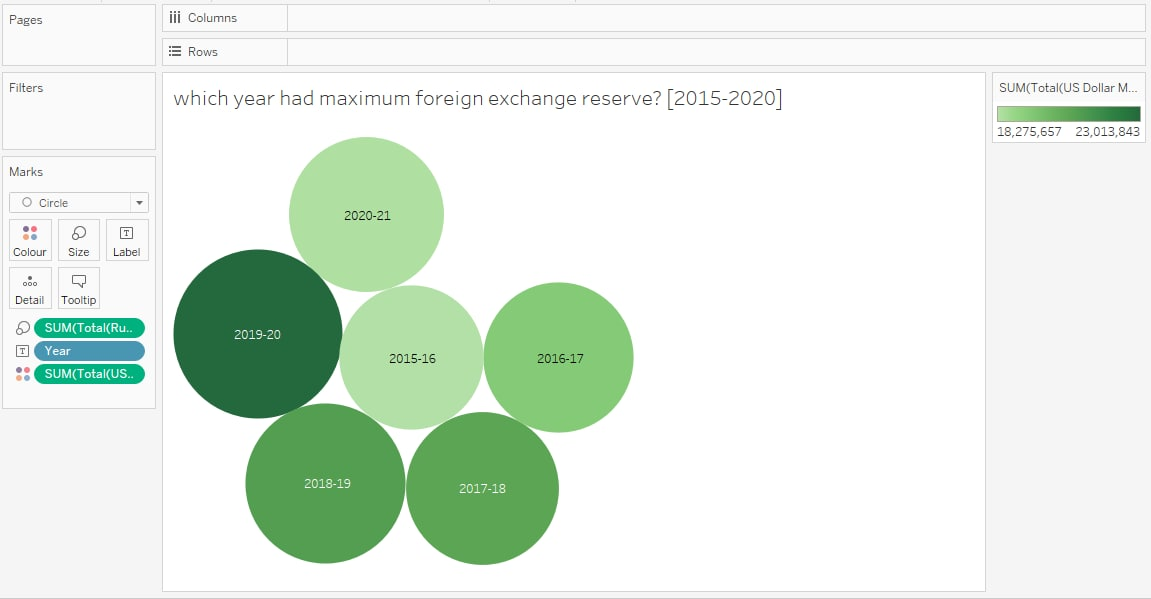 Pages
Columns
Rows
Filters
which year had maximum foreign exchange reserve? [2015-2020]
SUM(Total(US Dollar M...
18,275,657 23,013,843
Marks
Circle
Colour Size Label
Detail Tooltip
SUM(Total(Ru..
Year
SUM(Total(US..
2020-21
2019-20
2015-16
2016-17
2018-19
2017-18